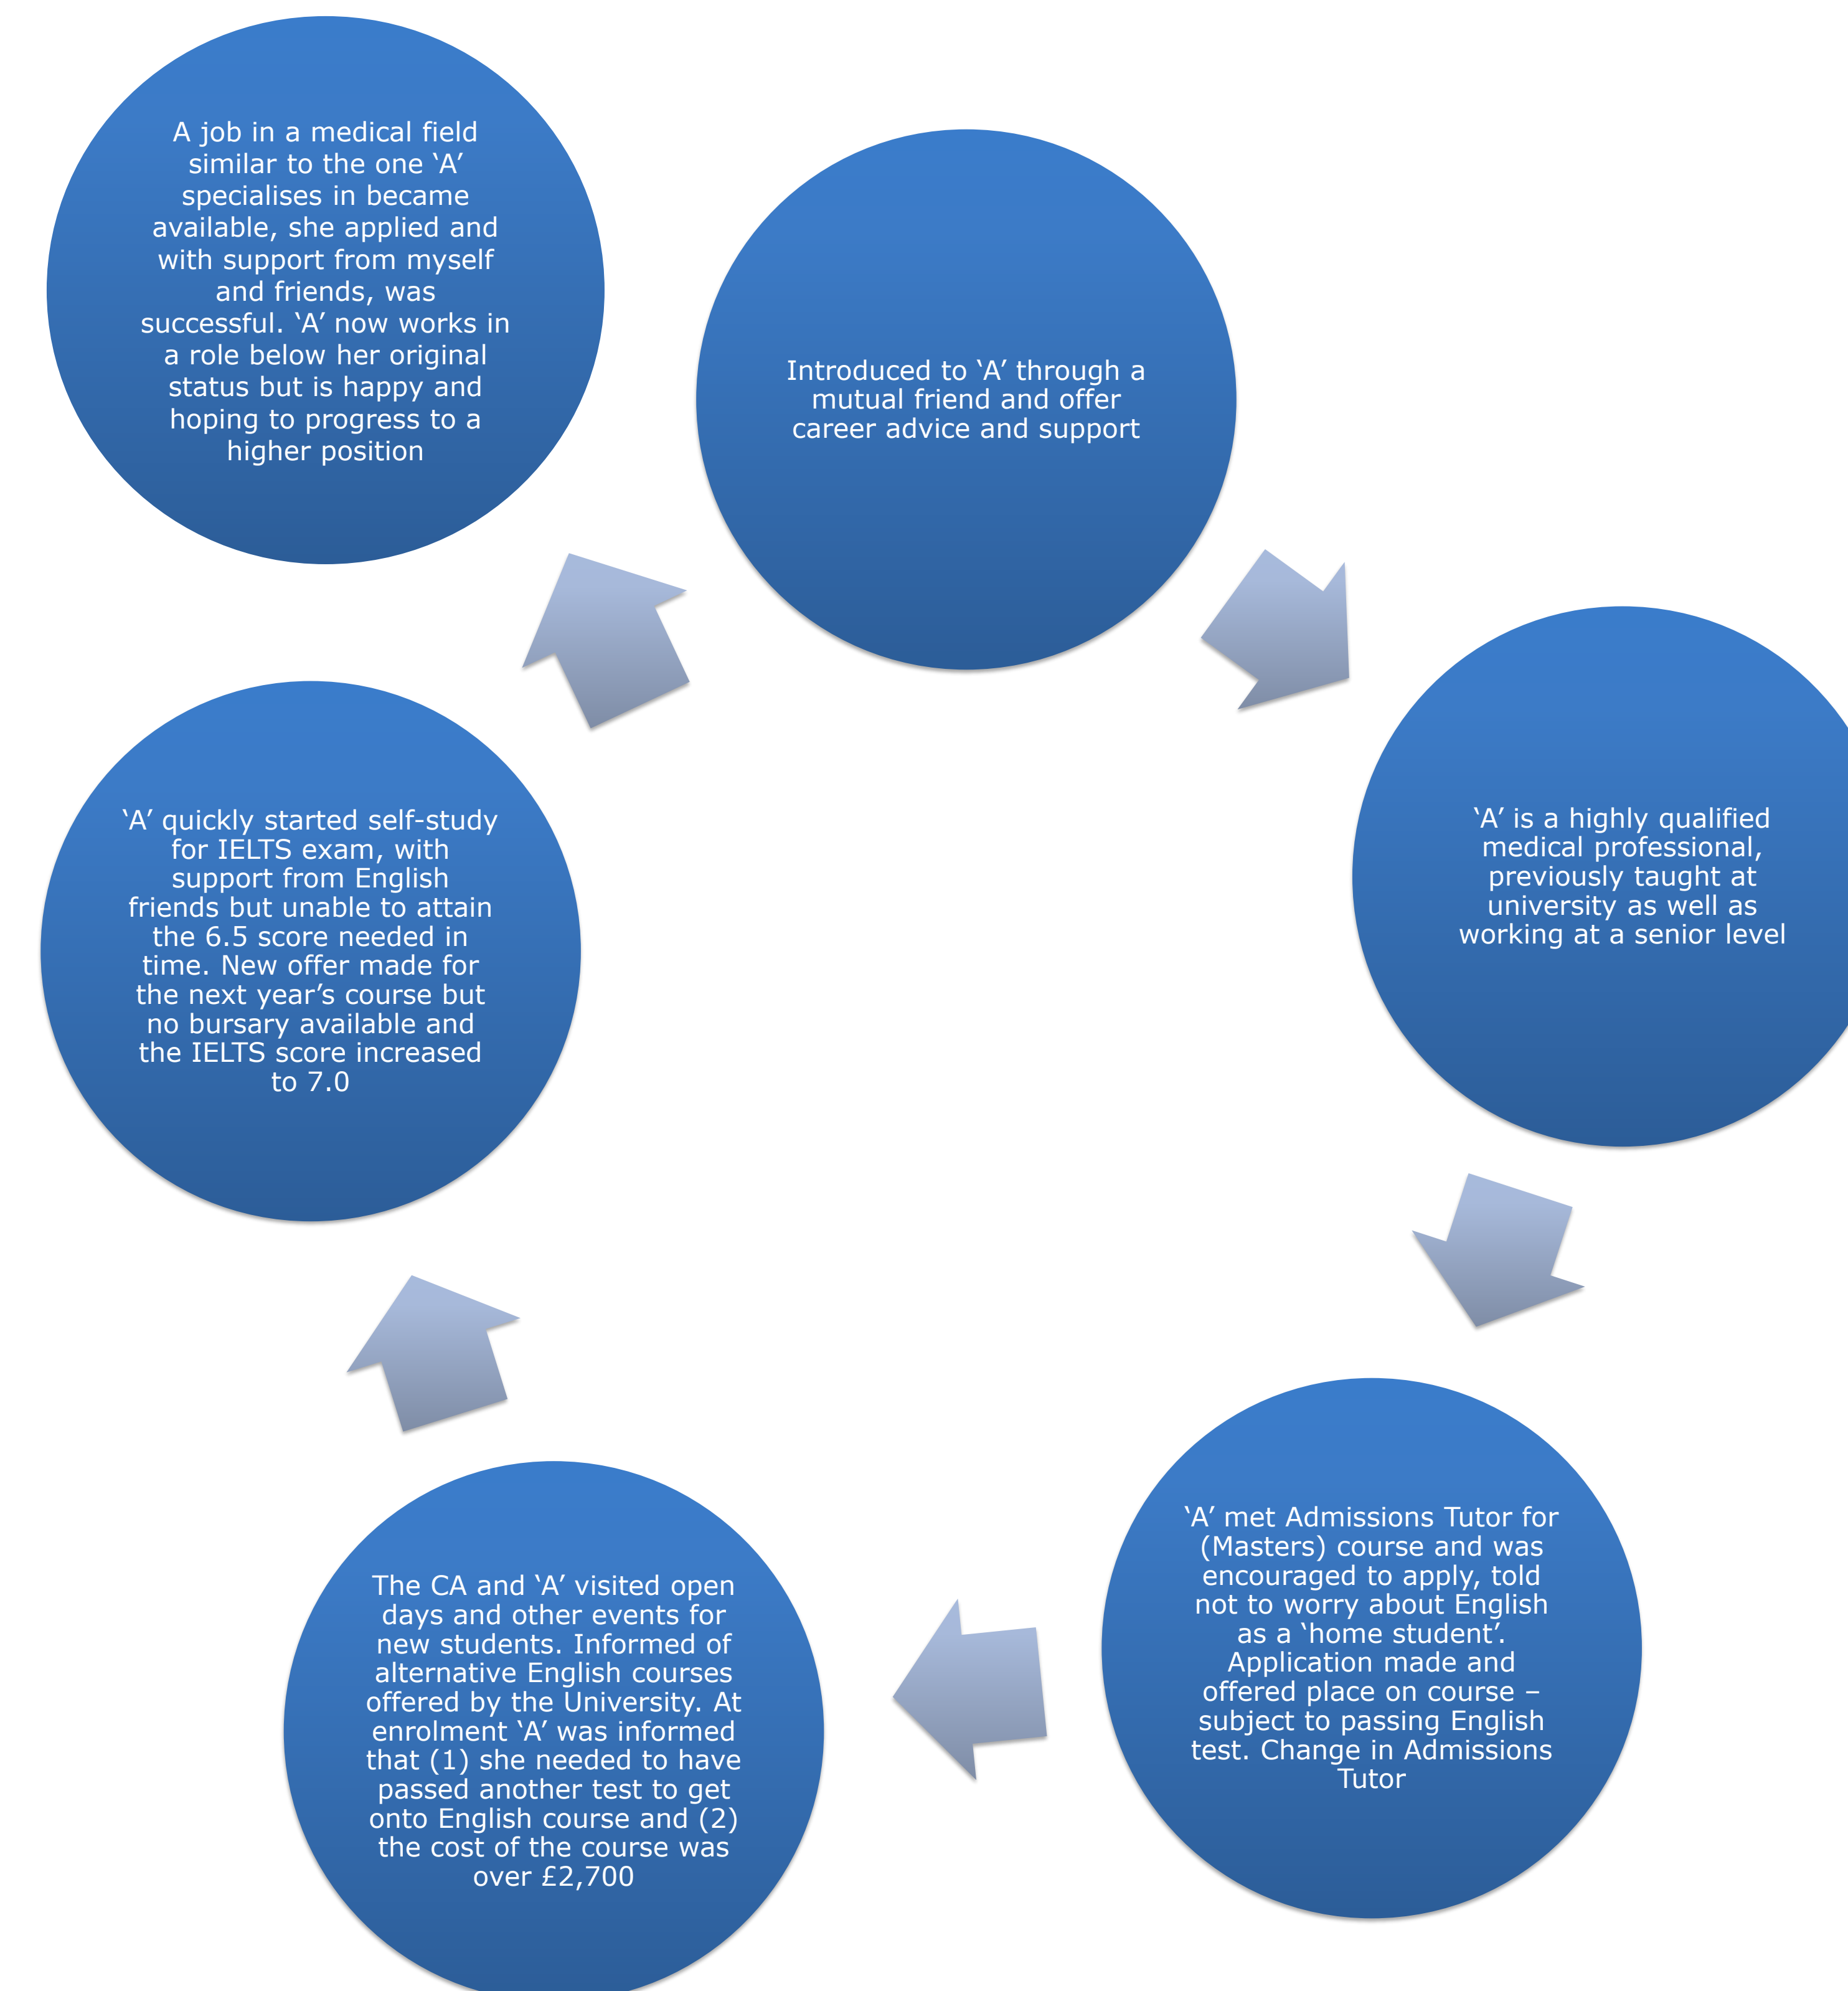 Introduced to ‘A’ through a
mutual friend and offer
career advice and support
‘A’ is a highly qualified
medical professional,
previously taught at
university as well as
working at a senior level
‘A’ met Admissions Tutor for
(Masters) course and was
encouraged to apply, told
not to worry about English
as a ‘home student’.
Application made and
offered place on course –
subject to passing English
test. Change in Admissions
Tutor
The CA and ‘A’ visited open
days and other events for
new students. Informed of
alternative English courses
offered by the University. At
enrolment ‘A’ was informed
that (1) she needed to have
passed another test to get
onto English course and (2)
the cost of the course was
over £2,700
‘A’ quickly started self-study
for IELTS exam, with
support from English
friends but unable to attain
the 6.5 score needed in
time. New offer made for
the next year’s course but
no bursary available and
the IELTS score increased
to 7.0
A job in a medical field
similar to the one ‘A’
specialises in became
available, she applied and
with support from myself
and friends, was
successful. ‘A’ now works in
a role below her original
status but is happy and
hoping to progress to a
higher position